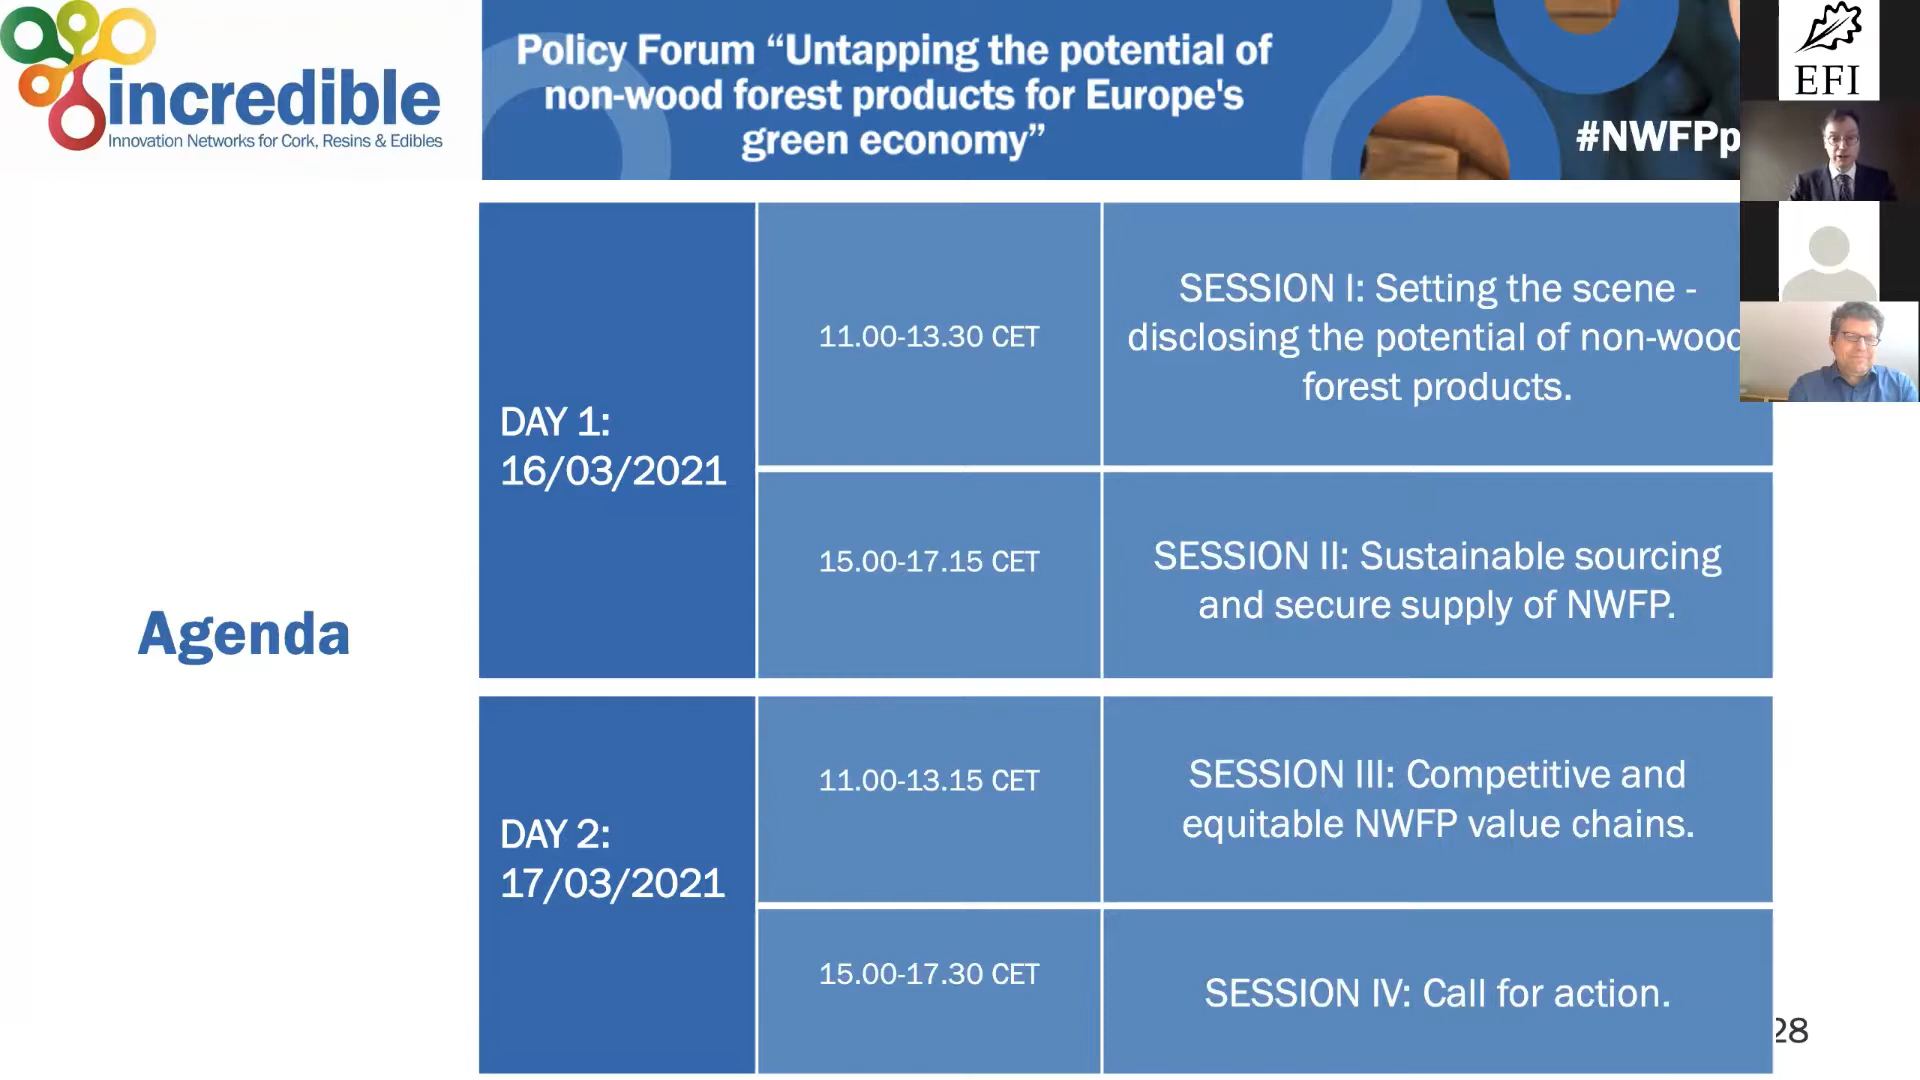 incredible
Innovation Networks for Cork, Resins & Edibles
Policy Forum “Untapping the potential of
non-wood forest products for Europe's
green economy”
#NWFPp
EFI
Agenda
DAY 1:
16/03/2021
11.00-13.30 CET
SESSION I: Setting the scene -
disclosing the potential of non-wood
forest products.
15.00-17.15 CET
SESSION II: Sustainable sourcing
and secure supply of NWFP.
DAY 2:
17/03/2021
11.00-13.15 CET
SESSION III: Competitive and
equitable NWFP value chains.
15.00-17.30 CET
SESSION IV: Call for action.
28